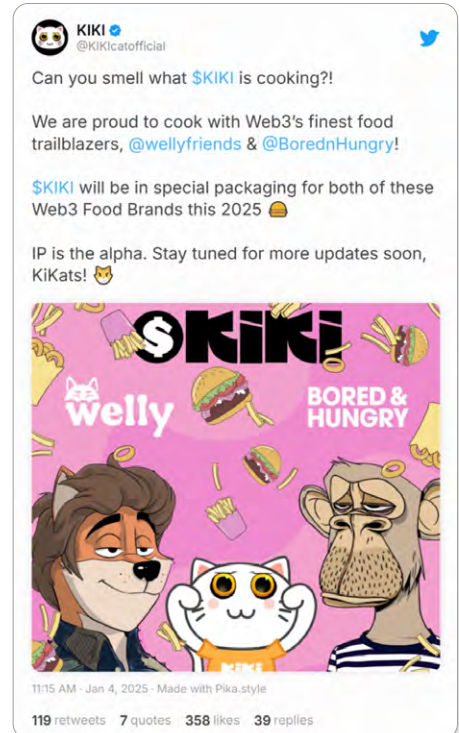 KIKI
@KIKIcatofficial
Can you smell what $KIKI is cooking?!
We are proud to cook with Web3's finest food
trailblazers, @wellyfriends & @BorednHungry!
$KIKI will be in special packaging for both of these
Web3 Food Brands this 2025 🍔
IP is the alpha. Stay tuned for more updates soon,
KiKats! 😼
$KiKi
welly
BORED &
HUNGRY
KiKi
11:15 AM · Jan 4, 2025 · Made with Pika.style
119 retweets 7 quotes 358 likes 39 replies